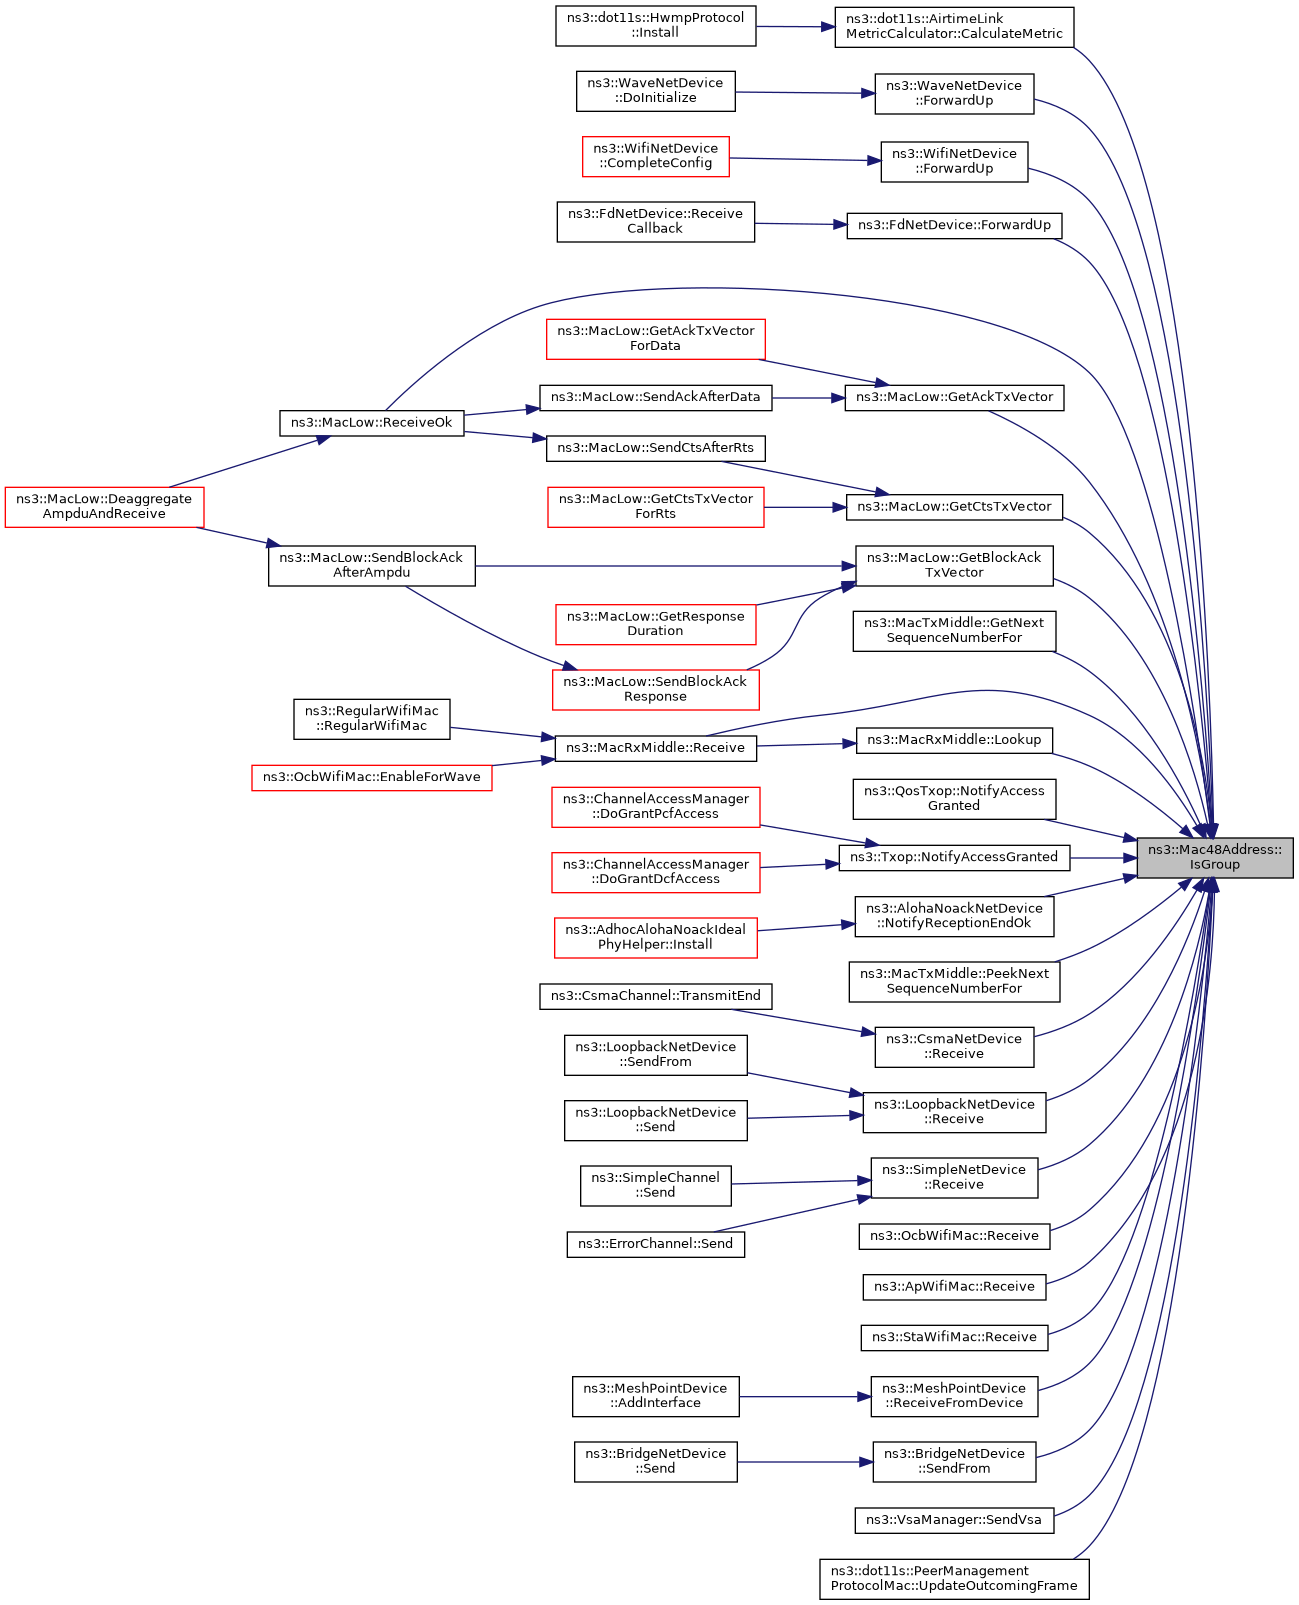 ns3::dot11s::HwmpProtocol
::Install
ns3::dot11s::AirtimeLink
MetricCalculator::CalculateMetric
ns3::WaveNetDevice
::DoInitialize
ns3::WaveNetDevice
::ForwardUp
ns3::WifiNetDevice
::CompleteConfig
ns3::WifiNetDevice
::ForwardUp
ns3::FdNetDevice::Receive
Callback
ns3::FdNetDevice::ForwardUp
ns3::MacLow::GetAckTxVector
ForData
ns3::MacLow::SendAckAfterData
ns3::MacLow::GetAckTxVector
ns3::MacLow::ReceiveOk
ns3::MacLow::SendCtsAfterRts
ns3::MacLow::Deaggregate
AmpduAndReceive
ns3::MacLow::GetCtsTxVector
ForRts
ns3::MacLow::GetCtsTxVector
ns3::MacLow::SendBlockAck
AfterAmpdu
ns3::MacLow::GetBlockAck
TxVector
ns3::MacLow::GetResponse
Duration
ns3::MacTxMiddle::GetNext
SequenceNumberFor
ns3::MacLow::SendBlockAck
Response
ns3::RegularWifiMac
::RegularWifiMac
ns3::MacRxMiddle::Receive
ns3::MacRxMiddle::Lookup
ns3::OcbWifiMac::EnableForWave
ns3::ChannelAccessManager
::DoGrantPcfAccess
ns3::QosTxop::NotifyAccess
Granted
ns3::ChannelAccessManager
::DoGrantDcfAccess
ns3::Txop::NotifyAccessGranted
ns3::Mac48Address::
IsGroup
ns3::AdhocAlohaNoackIdeal
PhyHelper::Install
ns3::AlohaNoackNetDevice
::NotifyReceptionEndOk
ns3::MacTxMiddle::PeekNext
SequenceNumberFor
ns3::CsmaChannel::TransmitEnd
ns3::CsmaNetDevice
::Receive
ns3::LoopbackNetDevice
::SendFrom
ns3::LoopbackNetDevice
::Send
ns3::LoopbackNetDevice
::Receive
ns3::SimpleChannel
::Send
ns3::SimpleNetDevice
::Receive
ns3::ErrorChannel::Send
ns3::OcbWifiMac::Receive
ns3::ApWifiMac::Receive
ns3::StaWifiMac::Receive
ns3::MeshPointDevice
::AddInterface
ns3::MeshPointDevice
::ReceiveFromDevice
ns3::BridgeNetDevice
::Send
ns3::BridgeNetDevice
::SendFrom
ns3::VsaManager::SendVsa
ns3::dot11s::PeerManagement
ProtocolMac::UpdateOutcomingFrame